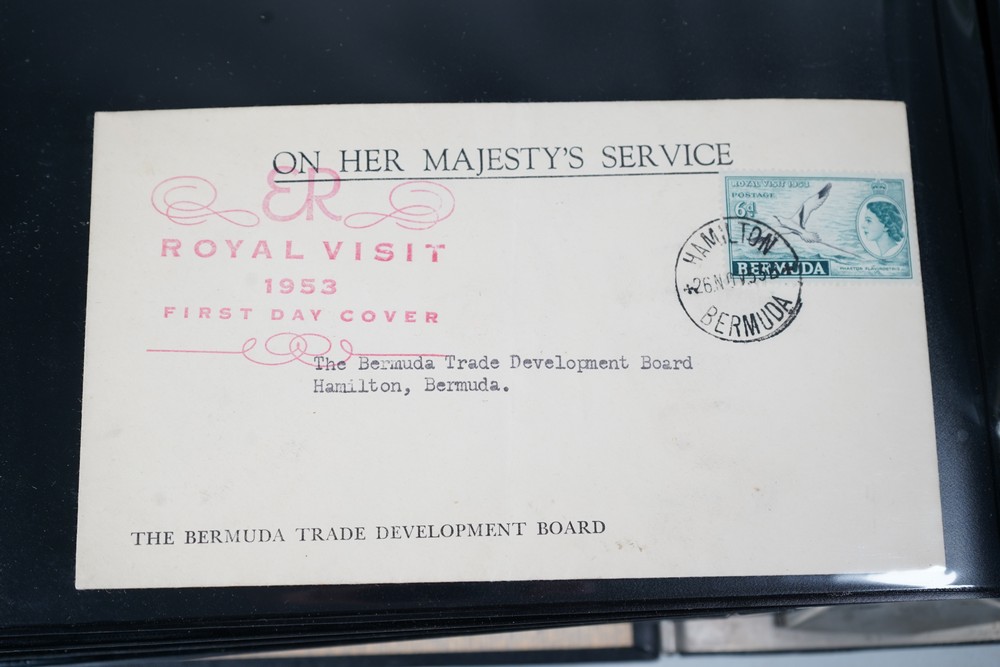 ON HER MAJESTY'S SERVICE
ER
ROYAL VISIT
1953
FIRST DAY COVER
ROYAL VISIT 1953
POSTAGE
6d
BERMUDA
HAMILTON
BERMUDA
The Bermuda Trade Development Board
Hamilton, Bermuda.
THE BERMUDA TRADE DEVELOPMENT BOARD